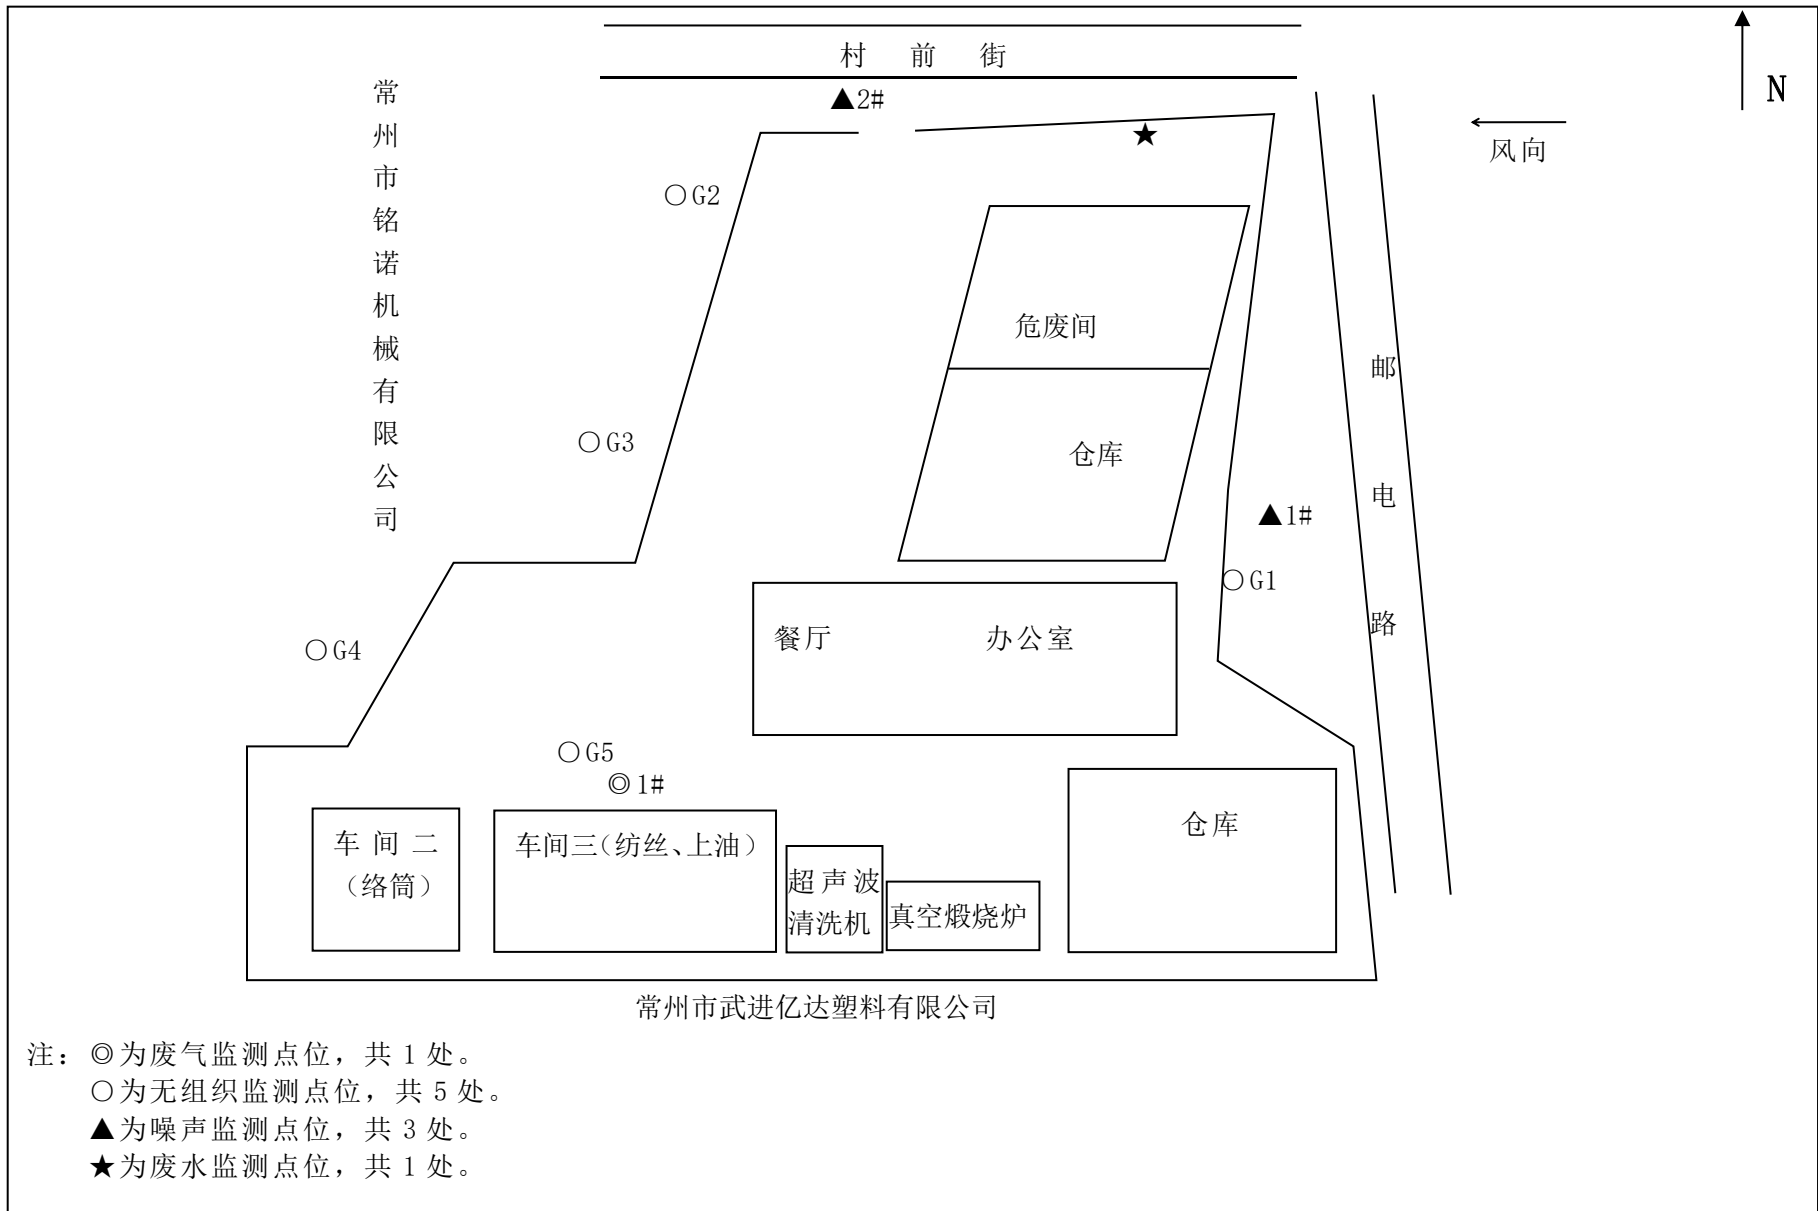 村前街
N
▲2#
★
风向
常州市铭诺机械有限公司
○G2
危废间
邮电路
○G3
仓库
▲1#
○G1
餐厅
办公室
○G4
○G5
◎1#
仓库
车间二
（络筒）
车间三（纺丝、上油）
超声波
清洗机
真空煅烧炉
常州市武进亿达塑料有限公司
注：◎为废气监测点位，共 1 处。
○为无组织监测点位，共 5 处。
▲为噪声监测点位，共 3 处。
★为废水监测点位，共 1 处。